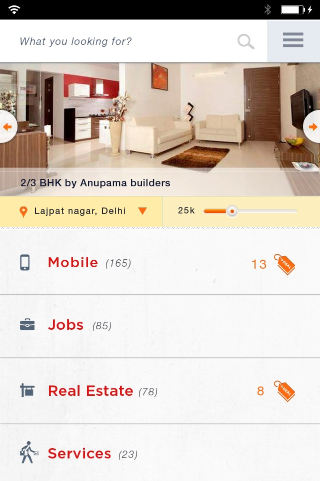 What you looking for?
2/3 BHK by Anupama builders
Lajpat nagar, Delhi
25k
Mobile (165)
13
Jobs (85)
Real Estate (78)
8
Services (23)